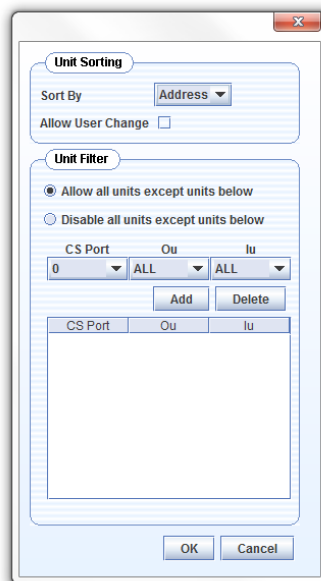 Unit Sorting
Sort By Address
Allow User Change
Unit Filter
Allow all units except units below
Disable all units except units below
CS Port Ou Iu
0 ALL ALL
Add Delete
CS Port Ou Iu
OK Cancel